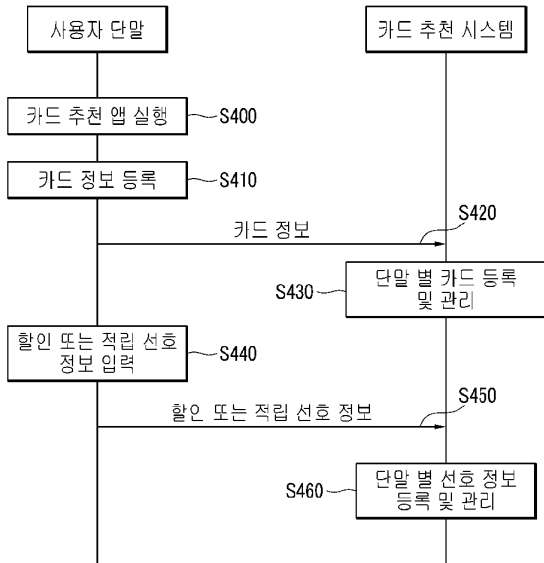 사용자 단말
카드 추천 시스템
카드 추천 앱 실행
S400
카드 정보 등록
S410
카드 정보
S420
단말 별 카드 등록
및 관리
S430
할인 또는 적립 선호
정보 입력
S440
할인 또는 적립 선호 정보
S450
단말 별 선호 정보
등록 및 관리
S460